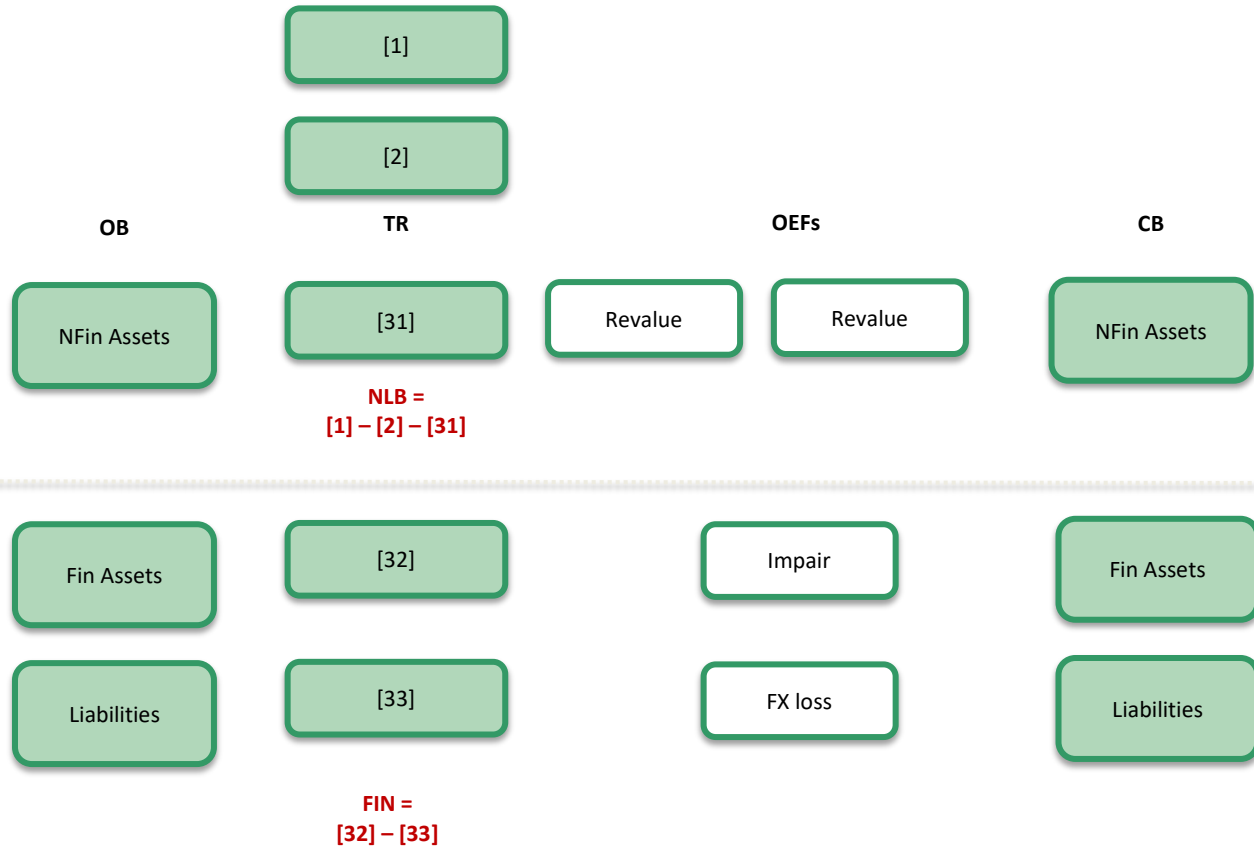 [1]
[2]
OB
TR
OEFs
CB
NFin Assets
[31]
Revalue
Revalue
NFin Assets
NLB =
[1] – [2] – [31]
Fin Assets
[32]
Impair
Fin Assets
Liabilities
[33]
FX loss
Liabilities
FIN =
[32] – [33]